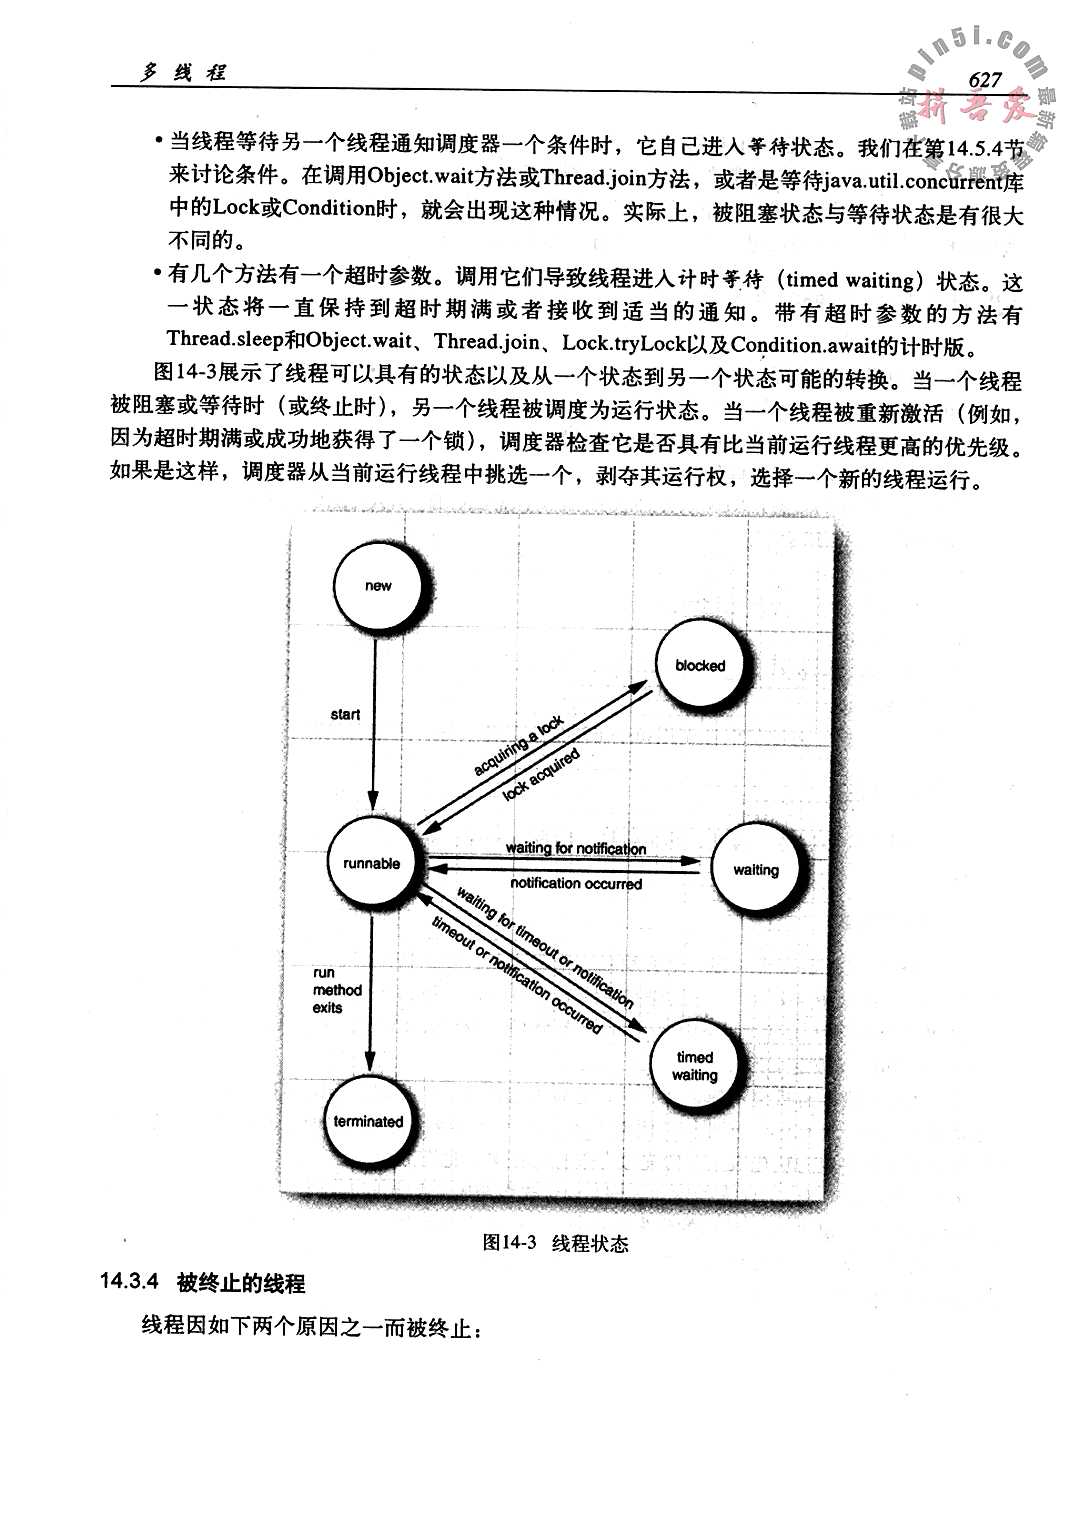 多线程
627
pin5i.com
拼吾爱
•当线程等待另一个线程通知调度器一个条件时，它自己进入等待状态。我们在第14.5.4节
来讨论条件。在调用Object.wait方法或Thread.join方法，或者是等待java.util.concurrent库
中的Lock或Condition时，就会出现这种情况。实际上，被阻塞状态与等待状态是有很大
不同的。
•有几个方法有一个超时参数。调用它们导致线程进入计时等待（timed waiting）状态。这
一状态将一直保持到超时期满或者接收到适当的通知。带有超时参数的方法有
Thread.sleep和Object.wait、Thread.join、Lock.tryLock以及Condition.await的计时版。
图14-3展示了线程可以具有的状态以及从一个状态到另一个状态可能的转换。当一个线程
被阻塞或等待时（或终止时），另一个线程被调度为运行状态。当一个线程被重新激活（例如，
因为超时期满或成功地获得了一个锁），调度器检查它是否具有比当前运行线程更高的优先级。
如果是这样，调度器从当前运行线程中挑选一个，剥夺其运行权，选择一个新的线程运行。
new
blocked
start
acquiring a lock
lock acquired
runnable
waiting for notification
waiting
notification occurred
waiting for timeout or notification
timeout or notification occurred
run
method
exits
timed
waiting
terminated
图14-3 线程状态
14.3.4 被终止的线程
线程因如下两个原因之一而被终止：